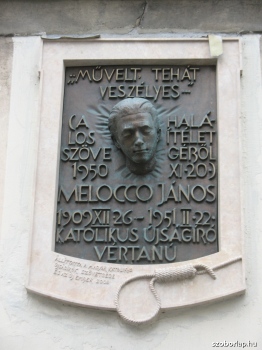 „MŰVELT, TEHÁT
VESZÉLYES"
(A HALÁ-
LOS ÍTÉLET
SZÖVE GÉBŐL
1950 XI.20.)
MELOCCO JÁNOS
1909 XII.26 – 1951 II.22.
KATOLIKUS ÚJSÁGÍRÓ
VÉRTANÚ
www.szoborlap.hu